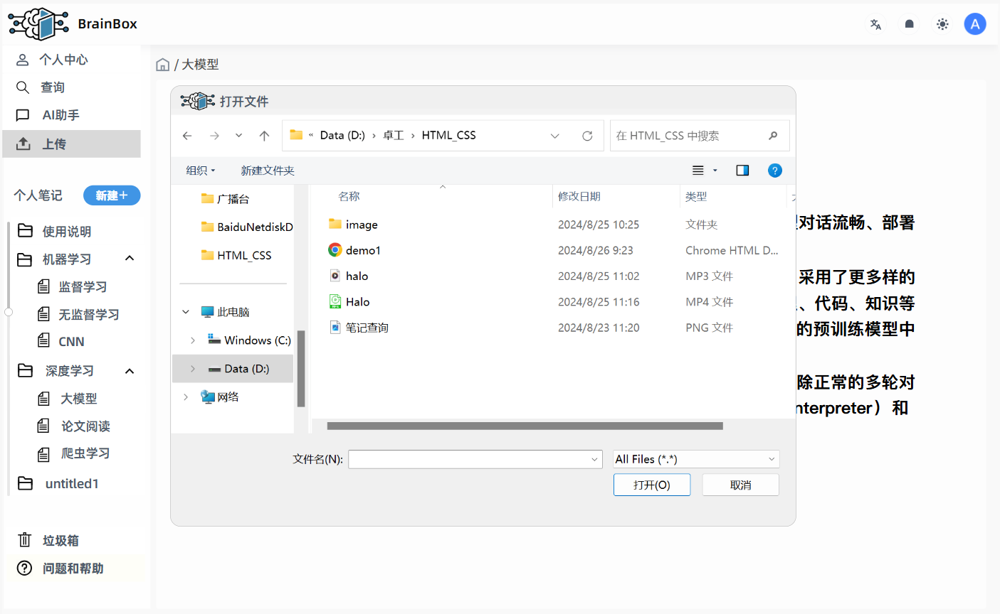 BrainBox
A
个人中心
查询
AI助手
上传
个人笔记
新建+
使用说明
机器学习
监督学习
无监督学习
CNN
深度学习
大模型
论文阅读
爬虫学习
untitled1
垃圾箱
问题和帮助
/ 大模型
打开文件
« Data (D:) › 卓工 › HTML_CSS
在 HTML_CSS 中搜索
组织
新建文件夹
?
广播台
BaiduNetdiskD
HTML_CSS
此电脑
Windows (C:)
Data (D:)
网络
名称 修改日期 类型
image 2024/8/25 10:25 文件夹
demo1 2024/8/26 9:23 Chrome HTML D...
halo 2024/8/25 11:02 MP3 文件
Halo 2024/8/25 11:16 MP4 文件
笔记查询 2024/8/23 11:20 PNG 文件
文件名(N):
All Files (*.*)
打开(O)
取消
对话流畅、部署
采用了更多样的
、代码、知识等
的预训练模型中
除正常的多轮对
nterpreter） 和